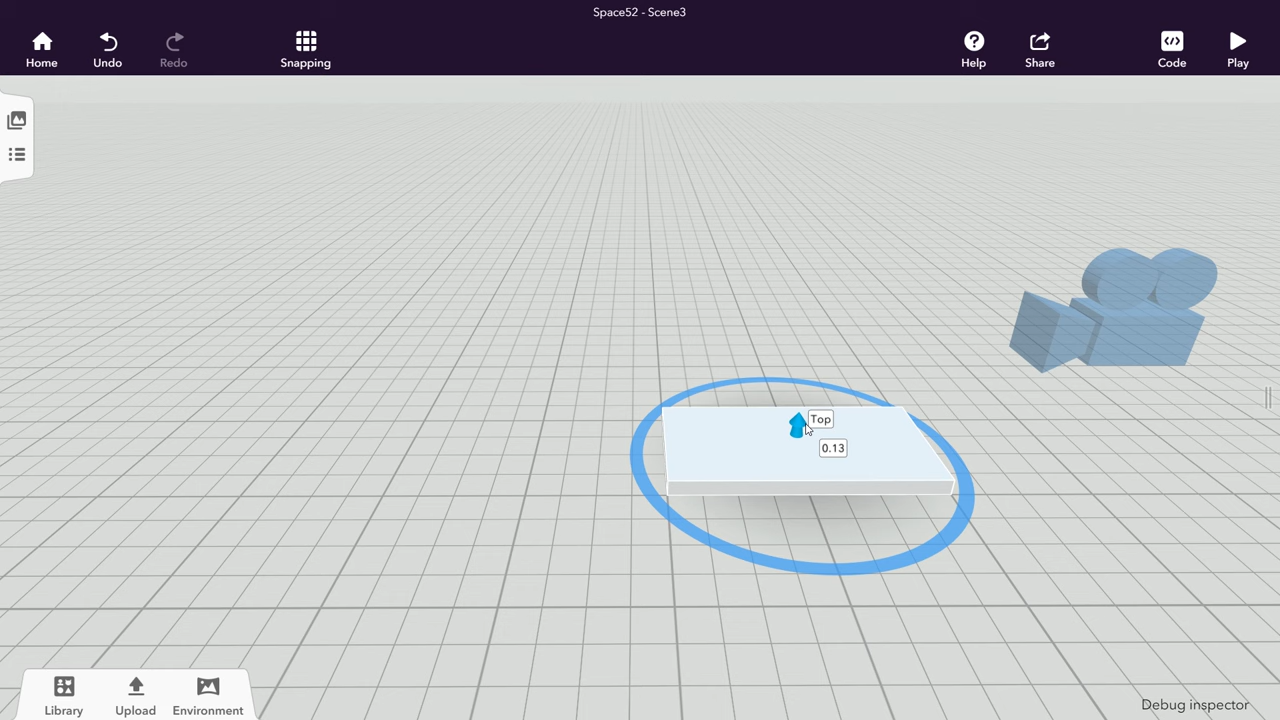 Space52 - Scene3
Home
Undo
Redo
Snapping
Help
Share
Code
Play
Top
0.13
Library
Upload
Environment
Debug inspector